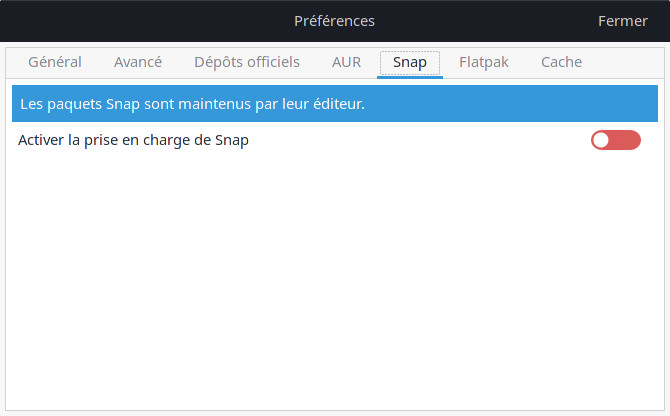 Préférences
Fermer
Général
Avancé
Dépôts officiels
AUR
Snap
Flatpak
Cache
Les paquets Snap sont maintenus par leur éditeur.
Activer la prise en charge de Snap